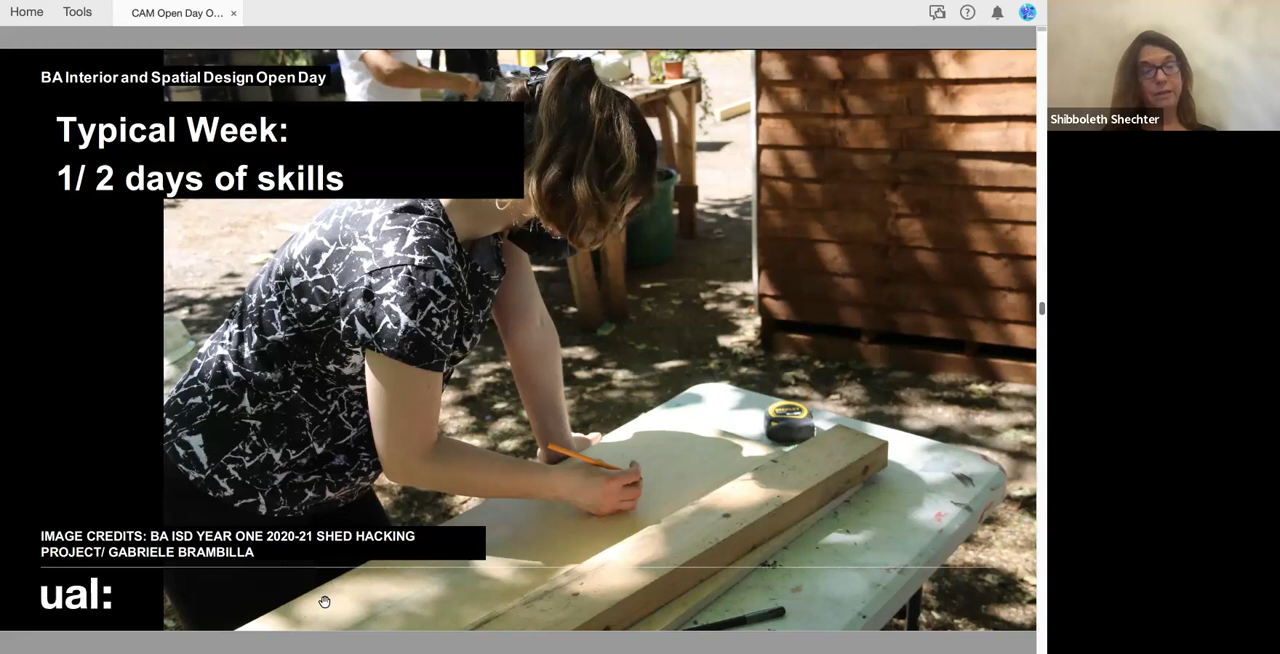 Home
Tools
CAM Open Day O...
BA Interior and Spatial Design Open Day
Typical Week:
1/ 2 days of skills
Shibboleth Shechter
IMAGE CREDITS: BA ISD YEAR ONE 2020-21 SHED HACKING
PROJECT/ GABRIELE BRAMBILLA
ual: